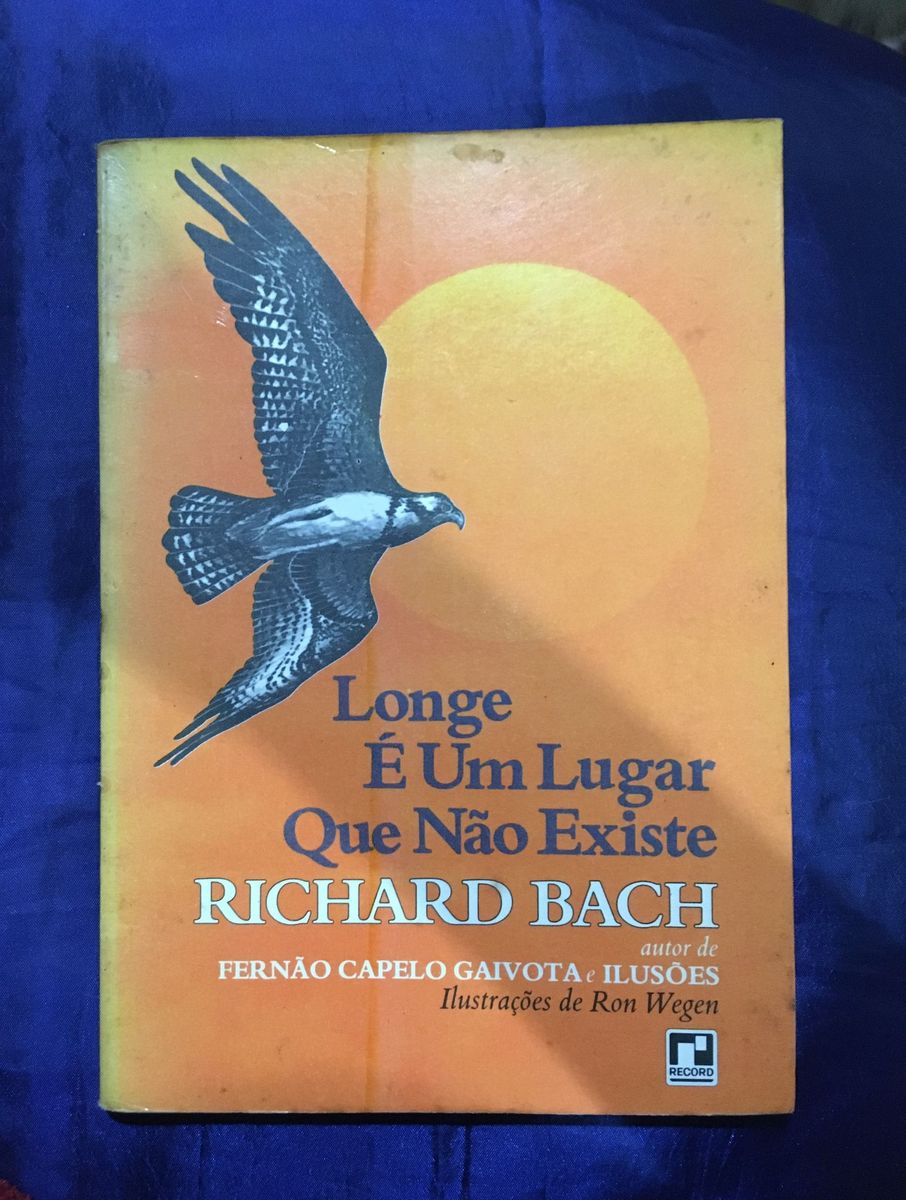 Longe
É Um Lugar
Que Não Existe
RICHARD BACH
autor de
FERNÃO CAPELO GAIVOTA e ILUSÕES
Ilustrações de Ron Wegen
RECORD